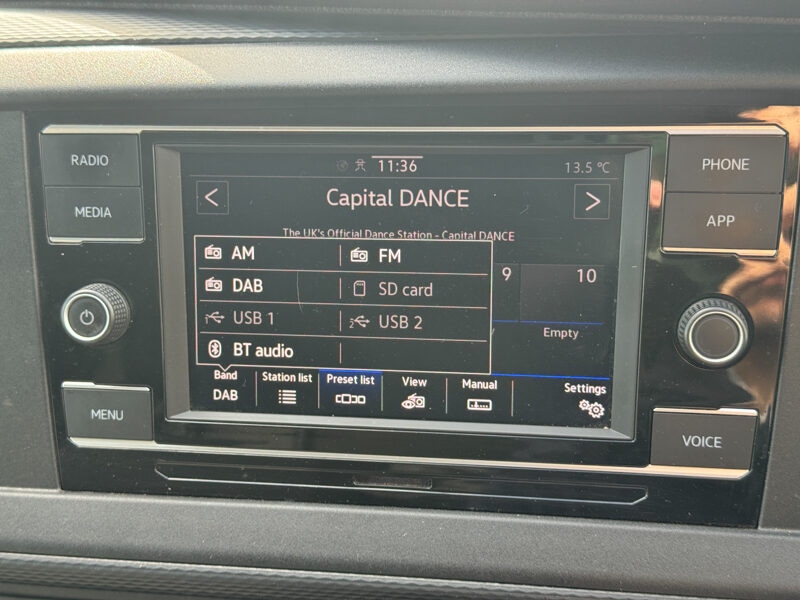 RADIO
MEDIA
MENU
PHONE
APP
VOICE
11:36
13.5 °C
< Capital DANCE >
The UK's Official Dance Station - Capital DANCE
AM
FM
DAB
SD card
USB 1
USB 2
BT audio
9
10
Empty
Band
DAB
Station list
Preset list
View
Manual
Settings